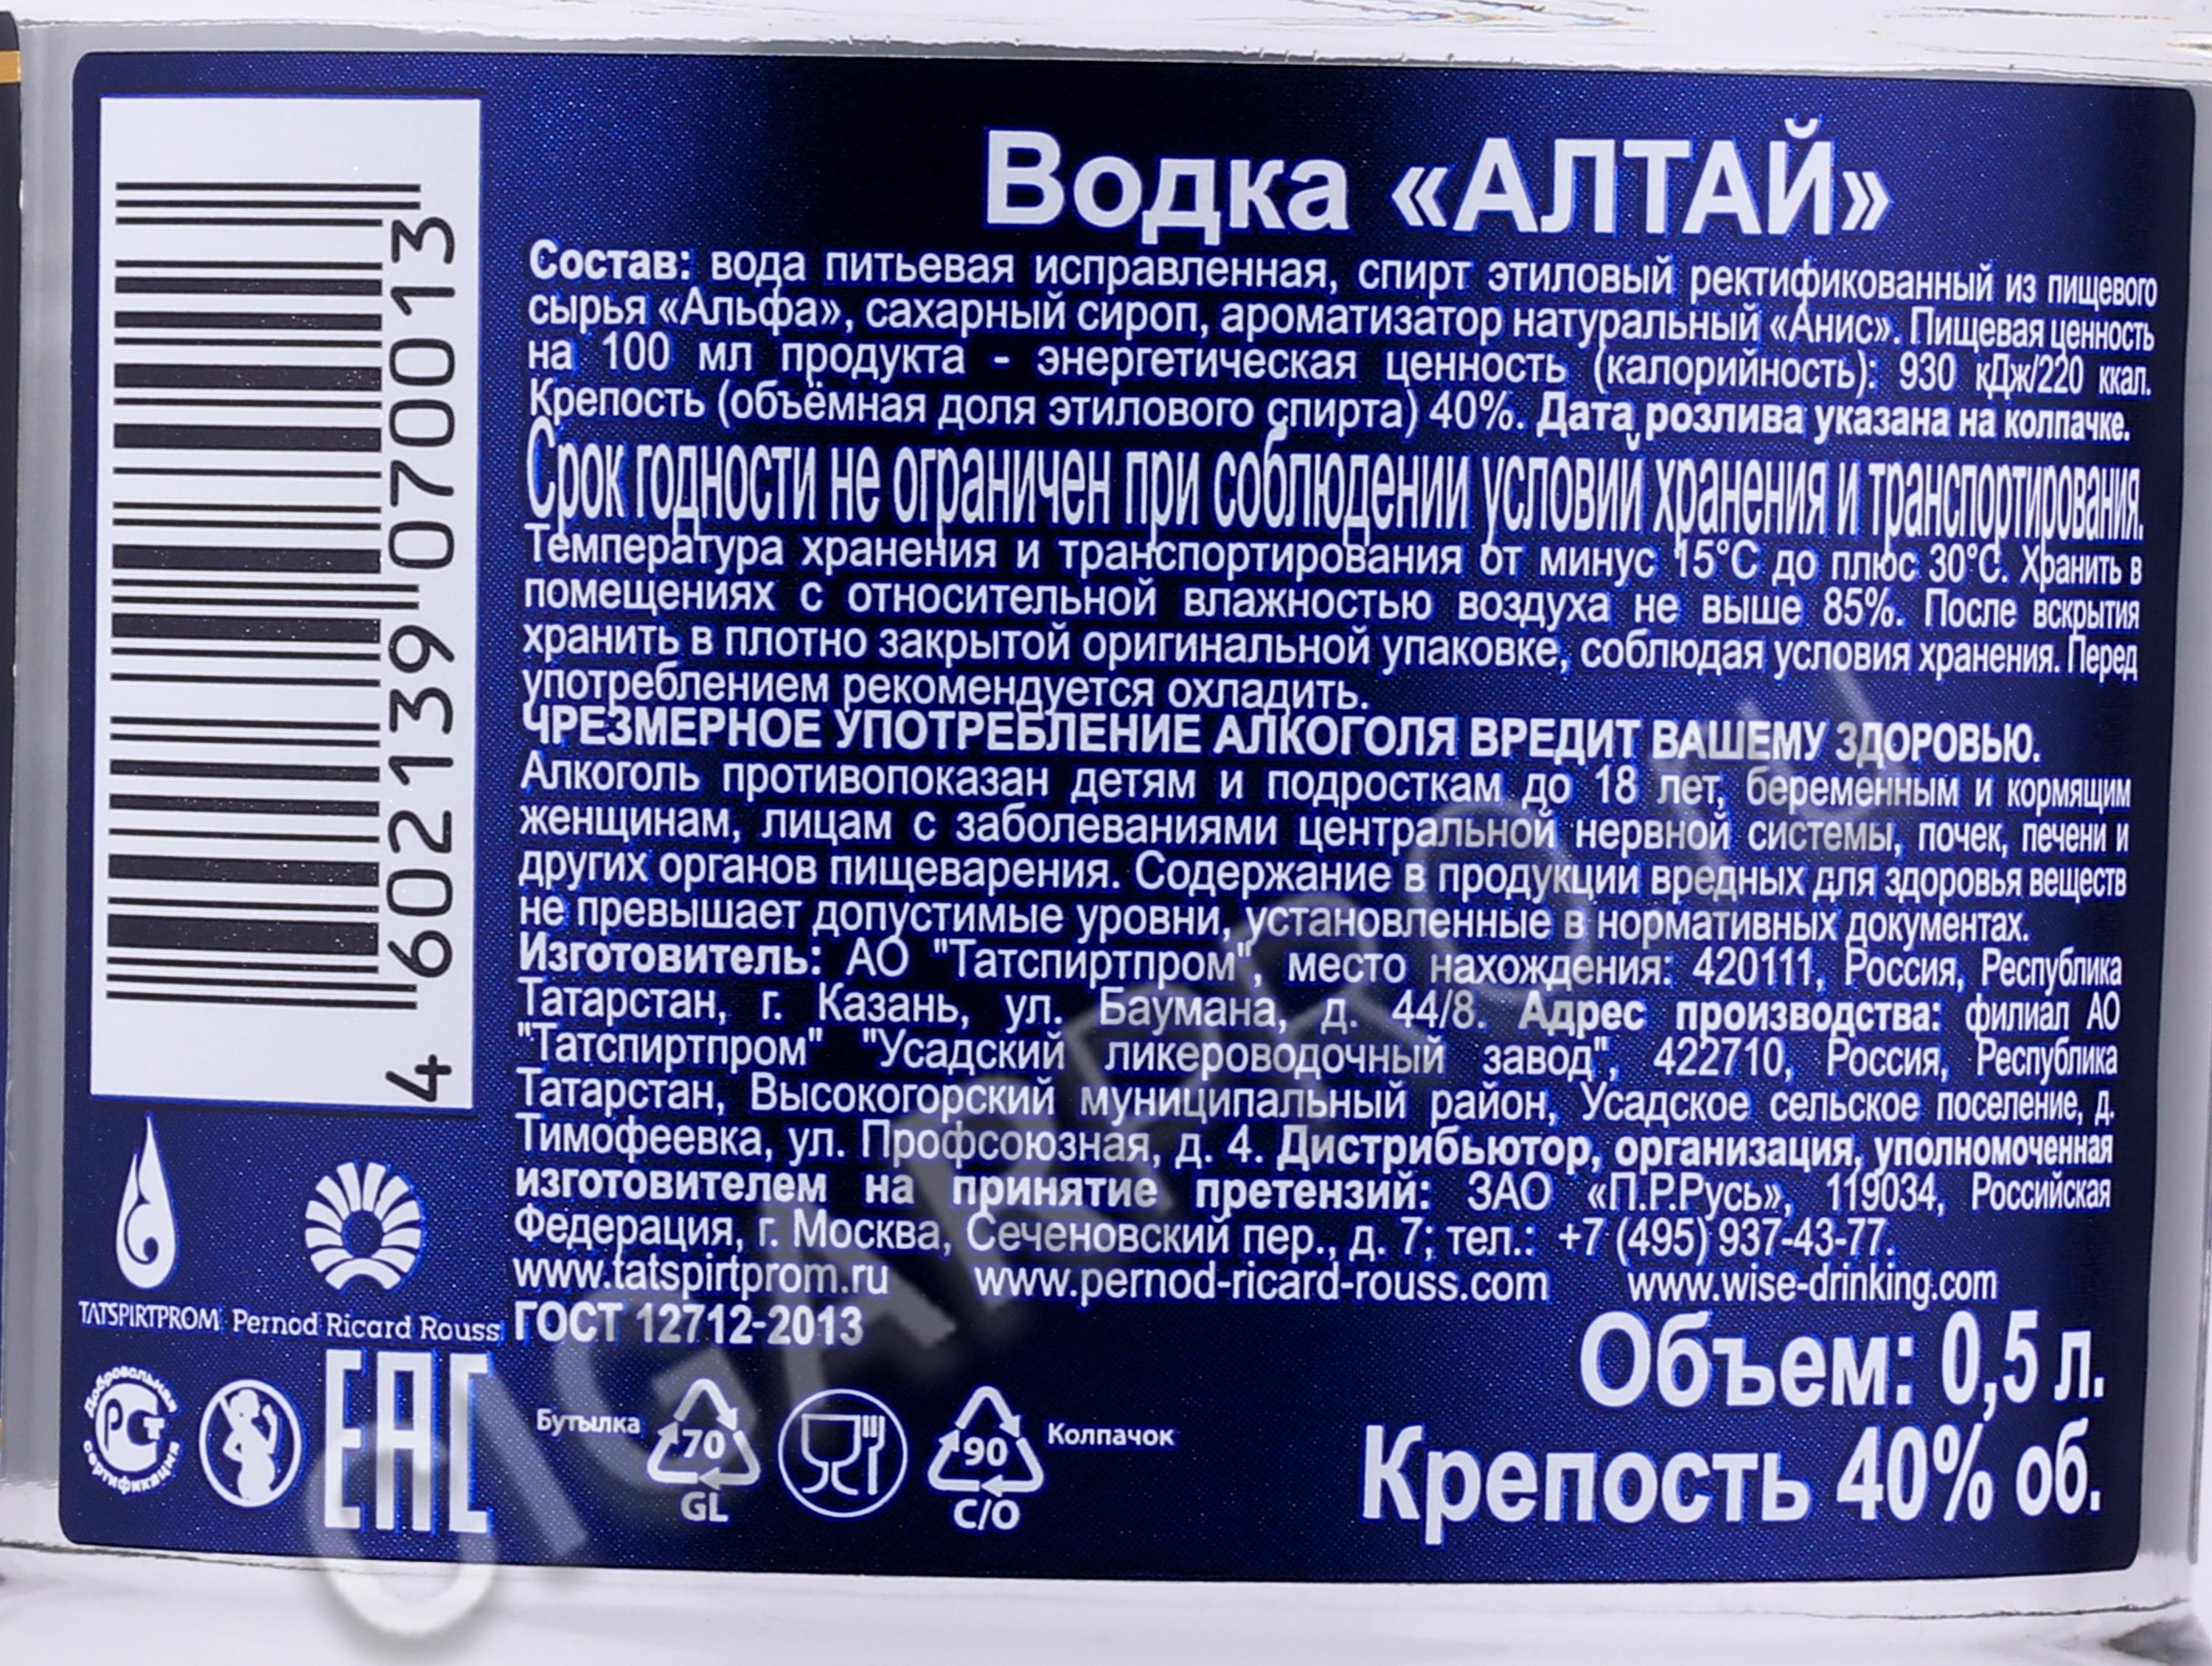 Водка «АЛТАЙ»
Состав: вода питьевая исправленная, спирт этиловый ректификованный из пищевого
сырья «Альфа», сахарный сироп, ароматизатор натуральный «Анис». Пищевая ценность
на 100 мл продукта - энергетическая ценность (калорийность): 930 кДж/220 ккал.
Крепость (объёмная доля этилового спирта) 40%. Дата розлива указана на колпачке.
Срок годности не ограничен при соблюдении условий хранения и транспортирования.
Температура хранения и транспортирования от минус 15°С до плюс 30°С. Хранить в
помещениях с относительной влажностью воздуха не выше 85%. После вскрытия
хранить в плотно закрытой оригинальной упаковке, соблюдая условия хранения. Перед
употреблением рекомендуется охладить.
ЧРЕЗМЕРНОЕ УПОТРЕБЛЕНИЕ АЛКОГОЛЯ ВРЕДИТ ВАШЕМУ ЗДОРОВЬЮ.
Алкоголь противопоказан детям и подросткам до 18 лет, беременным и кормящим
женщинам, лицам с заболеваниями центральной нервной системы, почек, печени и
других органов пищеварения. Содержание в продукции вредных для здоровья веществ
не превышает допустимые уровни, установленные в нормативных документах.
Изготовитель: АО "Татспиртпром", место нахождения: 420111, Россия, Республика
Татарстан, г. Казань, ул. Баумана, д. 44/8. Адрес производства: филиал АО
"Татспиртпром" "Усадский ликероводочный завод", 422710, Россия, Республика
Татарстан, Высокогорский муниципальный район, Усадское сельское поселение, д.
Тимофеевка, ул. Профсоюзная, д. 4. Дистрибьютор, организация, уполномоченная
изготовителем на принятие претензий: ЗАО «П.Р.Русь», 119034, Российская
Федерация, г. Москва, Сеченовский пер., д. 7; тел.: +7 (495) 937-43-77.
www.tatspirtprom.ru www.pernod-ricard-rouss.com www.wise-drinking.com
ГОСТ 12712-2013
Объем: 0,5 л.
Крепость 40% об.
4 602139 070013
TATSPIRTPROM Pernod Ricard Rouss
Добровольная
РСТ
сертификация
ЕАС
Бутылка
70
GL
90
C/O
Колпачок
CIGARPRO.ru